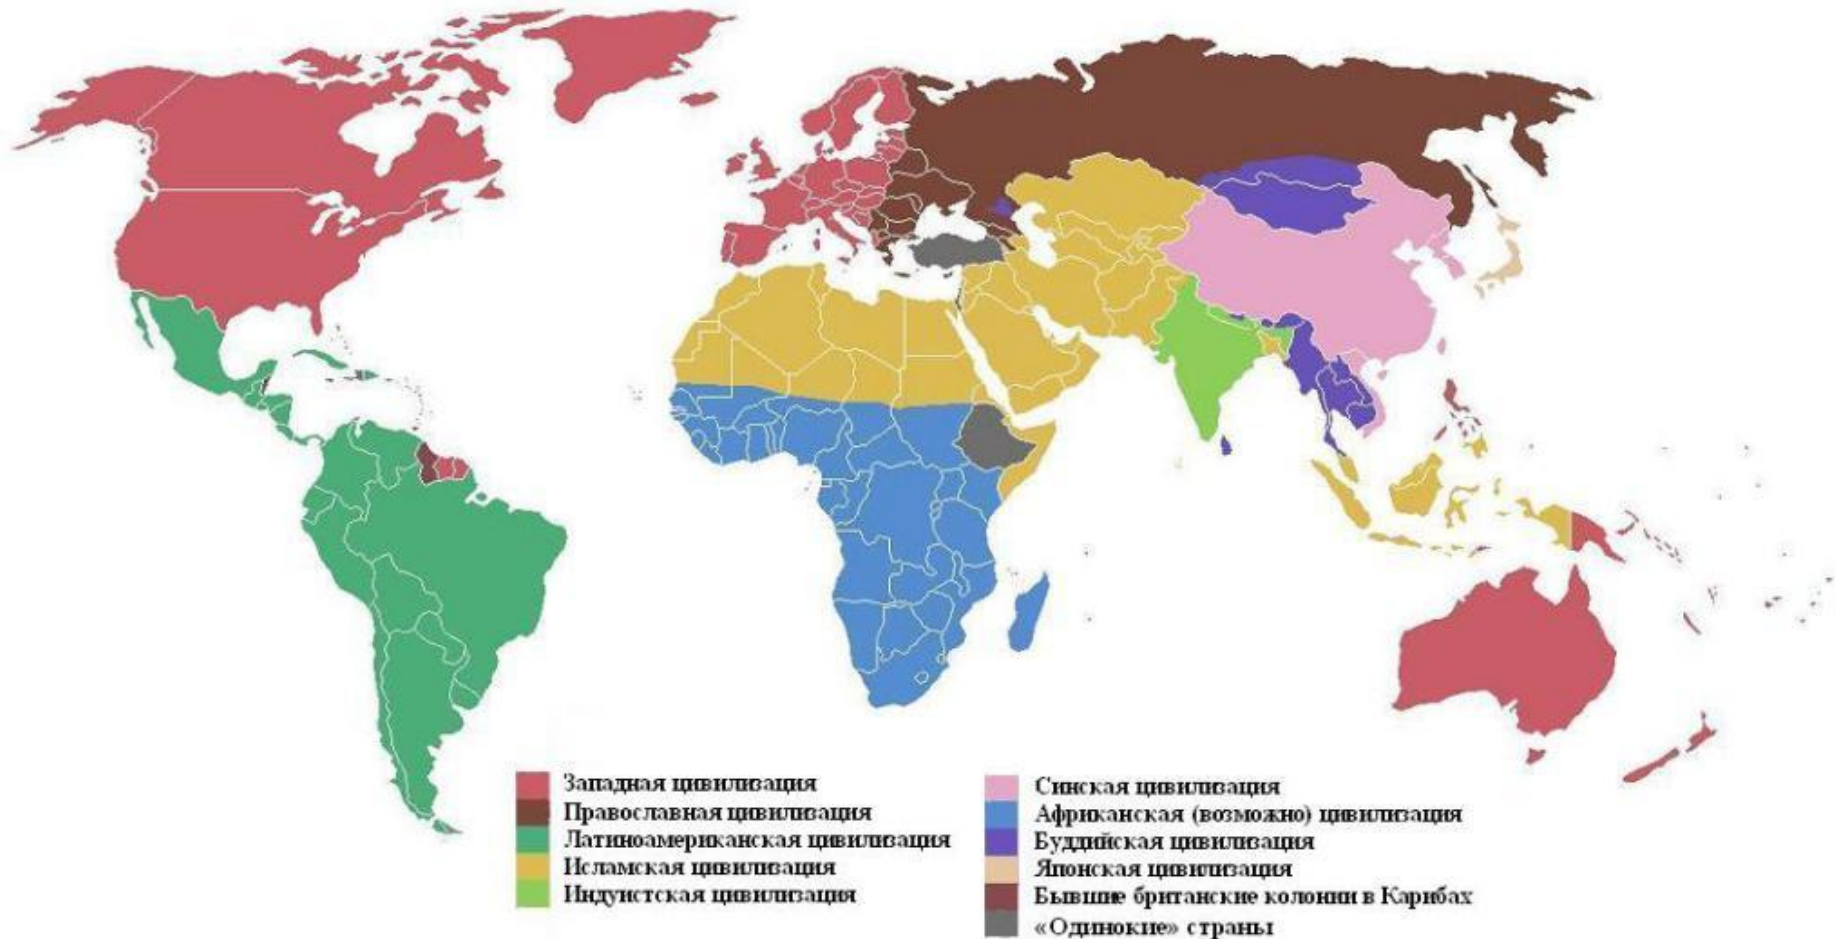 Западная цивилизация
Православная цивилизация
Латиноамериканская цивилизация
Исламская цивилизация
Индуистская цивилизация
Синская цивилизация
Африканская (возможно) цивилизация
Буддийская цивилизация
Японская цивилизация
Бывшие британские колонии в Карибах
«Одинокие» страны